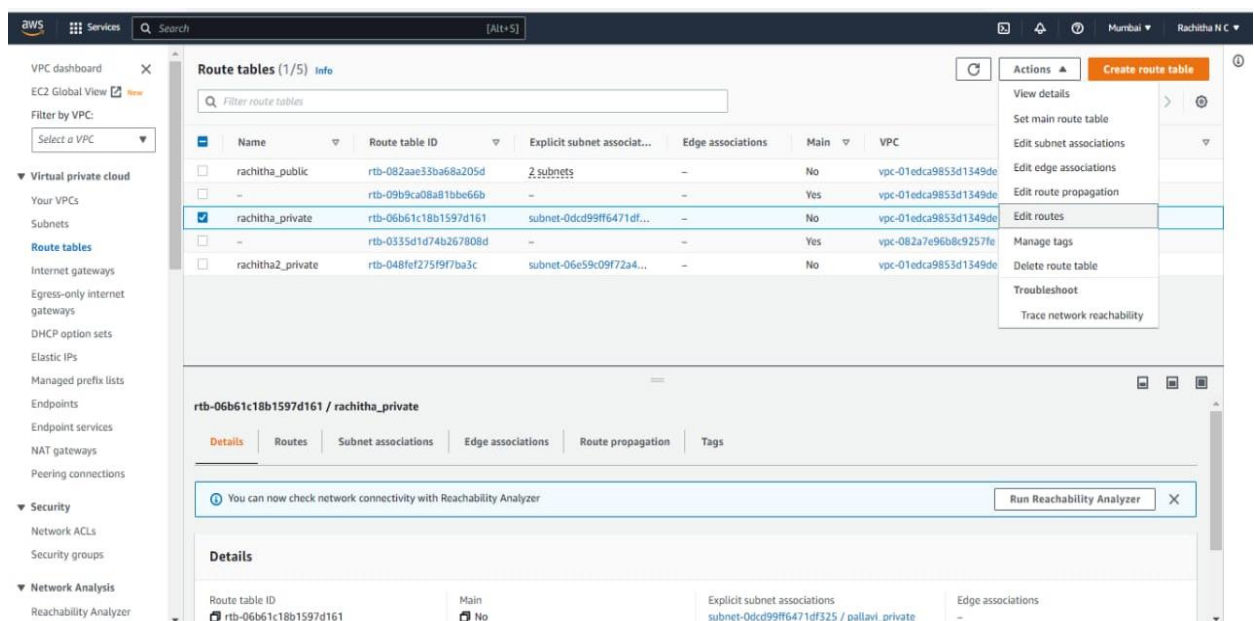 aws Services Search [Alt+S] Mumbai Rachitha N C
VPC dashboard
EC2 Global View New
Filter by VPC:
Select a VPC
Virtual private cloud
Your VPCs
Subnets
Route tables
Internet gateways
Egress-only internet
gateways
DHCP option sets
Elastic IPs
Managed prefix lists
Endpoints
Endpoint services
NAT gateways
Peering connections
Security
Network ACLs
Security groups
Network Analysis
Reachability Analyzer
Route tables (1/5) Info Actions Create route table
Filter route tables
Name Route table ID Explicit subnet associat... Edge associations Main VPC
rachitha_public rtb-082aae33ba68a205d 2 subnets – No vpc-01edca9853d1349de
– rtb-09b9ca08a81bbe66b – – Yes vpc-01edca9853d1349de
rachitha_private rtb-06b61c18b1597d161 subnet-0dcd99ff6471df... – No vpc-01edca9853d1349de
– rtb-0335d1d74b267808d – – Yes vpc-082a7e96b8c9257fe
rachitha2_private rtb-048fef275f9f7ba3c subnet-06e59c09f72a4... – No vpc-01edca9853d1349de
View details
Set main route table
Edit subnet associations
Edit edge associations
Edit route propagation
Edit routes
Manage tags
Delete route table
Troubleshoot
Trace network reachability
rtb-06b61c18b1597d161 / rachitha_private
Details Routes Subnet associations Edge associations Route propagation Tags
You can now check network connectivity with Reachability Analyzer Run Reachability Analyzer
Details
Route table ID Main Explicit subnet associations Edge associations
rtb-06b61c18b1597d161 No subnet-0dcd99ff6471df325 / pallavi_private –